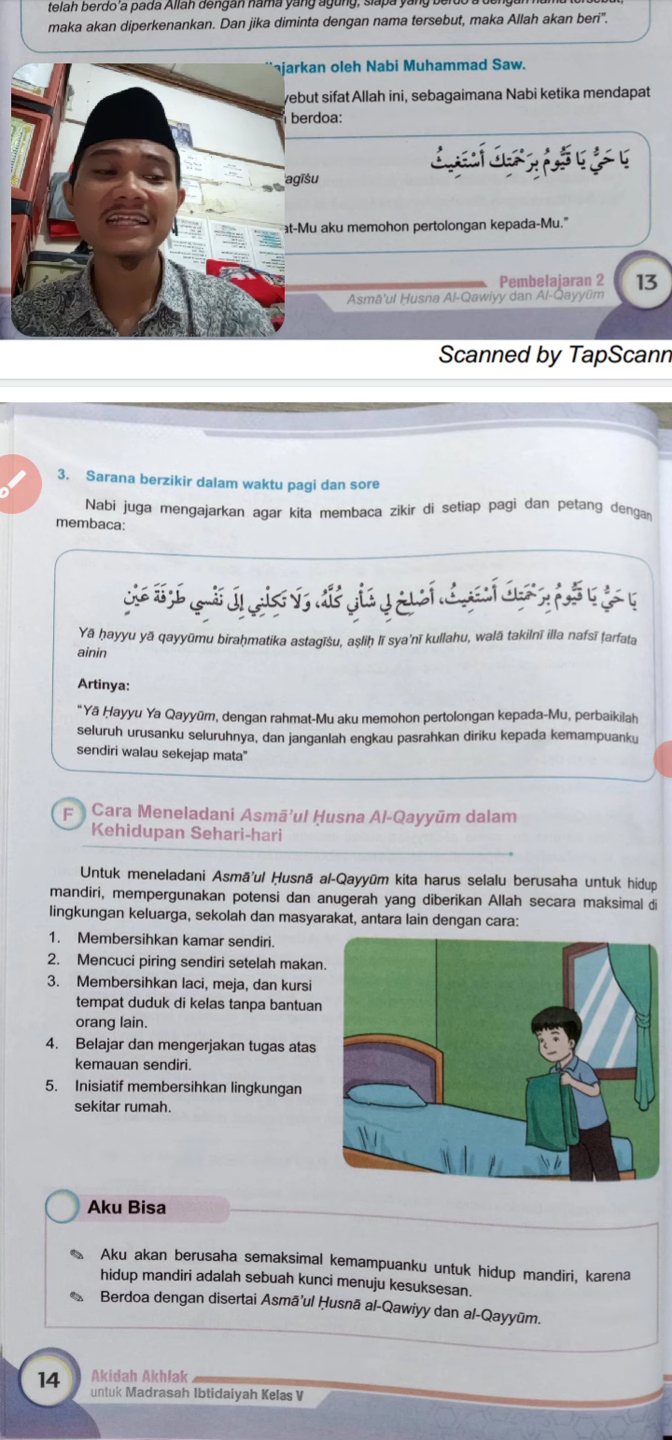 telah berdo'a pada Allah dengan nama yang agung, siapa yang berdo'a dengan nama tersebut,
maka akan diperkenankan. Dan jika diminta dengan nama tersebut, maka Allah akan beri".
ajarkan oleh Nabi Muhammad Saw.
yebut sifat Allah ini, sebagaimana Nabi ketika mendapat
berdoa:
يَا حَيُّ يَا قَيُّومُ بِرَحْمَتِكَ أَسْتَغِيثُ
agīšu
at-Mu aku memohon pertolongan kepada-Mu."
Pembelajaran 2
Asmā'ul Ḥusna Al-Qawiyy dan Al-Qayyūm
13
Scanned by TapScann
3. Sarana berzikir dalam waktu pagi dan sore
Nabi juga mengajarkan agar kita membaca zikir di setiap pagi dan petang dengan
membaca:
يَا حَيُّ يَا قَيُّومُ بِرَحْمَتِكَ أَسْتَغِيثُ، أَصْلِحْ لِي شَأْنِي كُلَّهُ، وَلَا تَكِلْنِي إِلَى نَفْسِي طَرْفَةَ عَيْنٍ
Yā ḥayyu yā qayyūmu biraḥmatika astagīšu, aṣliḥ lī sya'nī kullahu, walā takilnī illa nafsī ṭarfata
ainin
Artinya:
"Yā Ḥayyu Ya Qayyūm, dengan rahmat-Mu aku memohon pertolongan kepada-Mu, perbaikilah
seluruh urusanku seluruhnya, dan janganlah engkau pasrahkan diriku kepada kemampuanku
sendiri walau sekejap mata"
F Cara Meneladani Asmā'ul Ḥusna Al-Qayyūm dalam
Kehidupan Sehari-hari
Untuk meneladani Asmā'ul Ḥusnā al-Qayyūm kita harus selalu berusaha untuk hidup
mandiri, mempergunakan potensi dan anugerah yang diberikan Allah secara maksimal di
lingkungan keluarga, sekolah dan masyarakat, antara lain dengan cara:
1. Membersihkan kamar sendiri.
2. Mencuci piring sendiri setelah makan.
3. Membersihkan laci, meja, dan kursi
tempat duduk di kelas tanpa bantuan
orang lain.
4. Belajar dan mengerjakan tugas atas
kemauan sendiri.
5. Inisiatif membersihkan lingkungan
sekitar rumah.
Aku Bisa
Aku akan berusaha semaksimal kemampuanku untuk hidup mandiri, karena
hidup mandiri adalah sebuah kunci menuju kesuksesan.
Berdoa dengan disertai Asmā'ul Ḥusnā al-Qawiyy dan al-Qayyūm.
14
Akidah Akhlak
untuk Madrasah Ibtidaiyah Kelas V